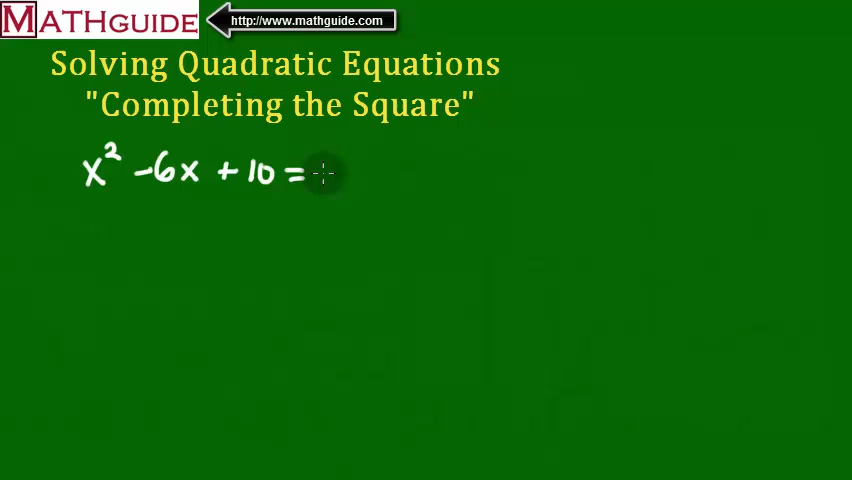 MATHGUIDE http://www.mathguide.com
Solving Quadratic Equations
"Completing the Square"
x² -6x + 10 =